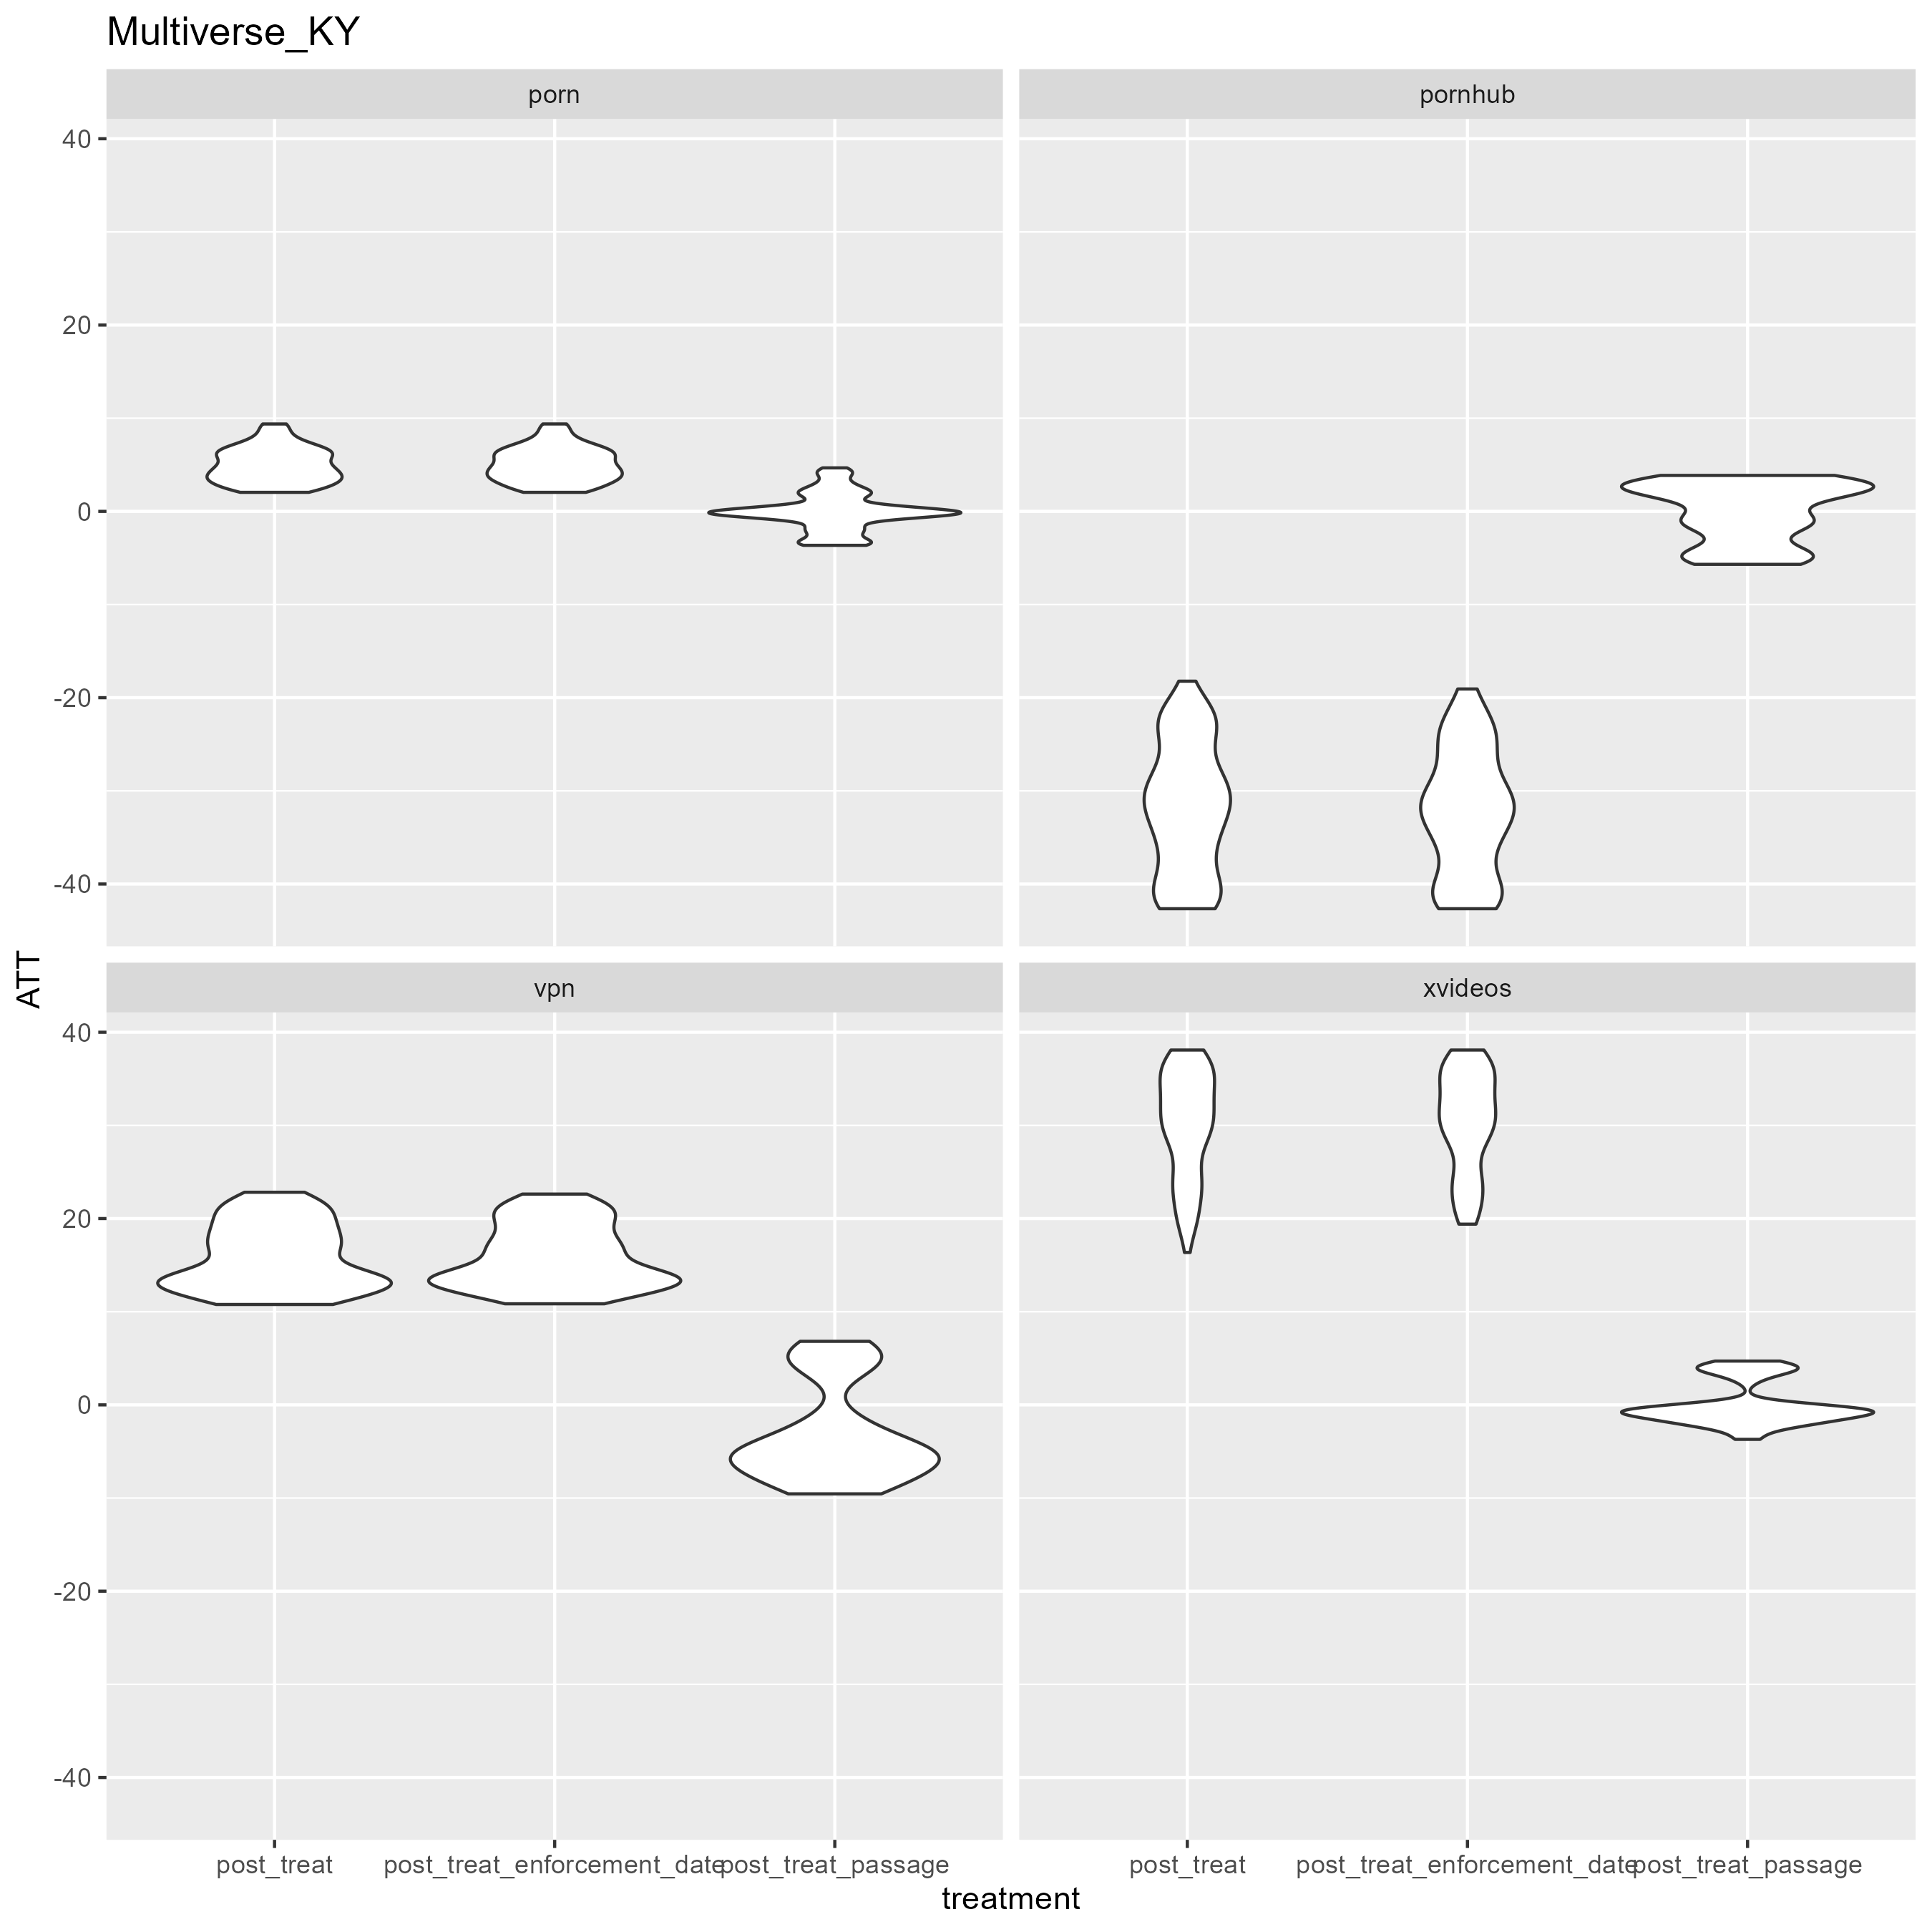 Multiverse_KY
porn
pornhub
40
20
0
-20
-40
ATT
vpn
xvideos
40
20
0
-20
-40
post_treat post_treat_enforcement_date post_treat_passage
post_treat post_treat_enforcement_date post_treat_passage
treatment